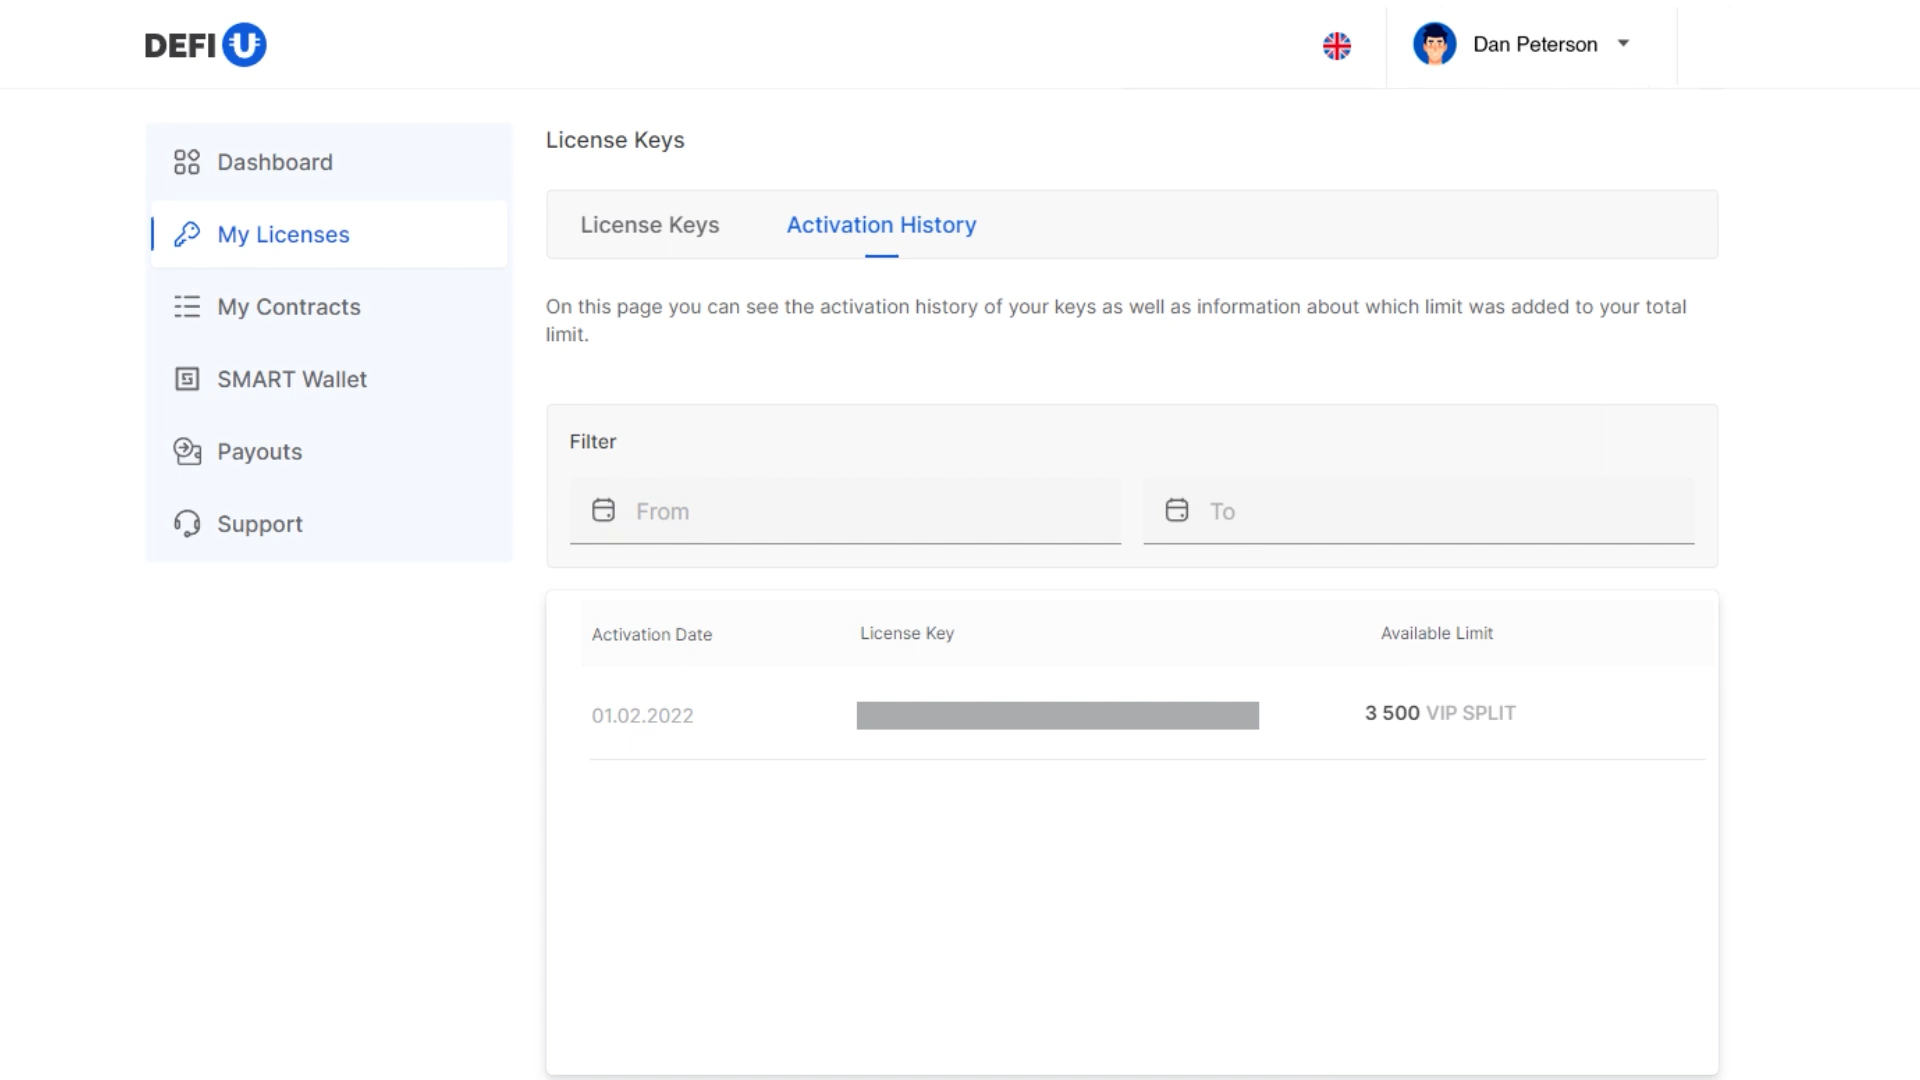 DEFI U
Dan Peterson
Dashboard
My Licenses
My Contracts
SMART Wallet
Payouts
Support
License Keys
License Keys Activation History
On this page you can see the activation history of your keys as well as information about which limit was added to your total
limit.
Filter
From To
Activation Date License Key Available Limit
01.02.2022 3 500 VIP SPLIT